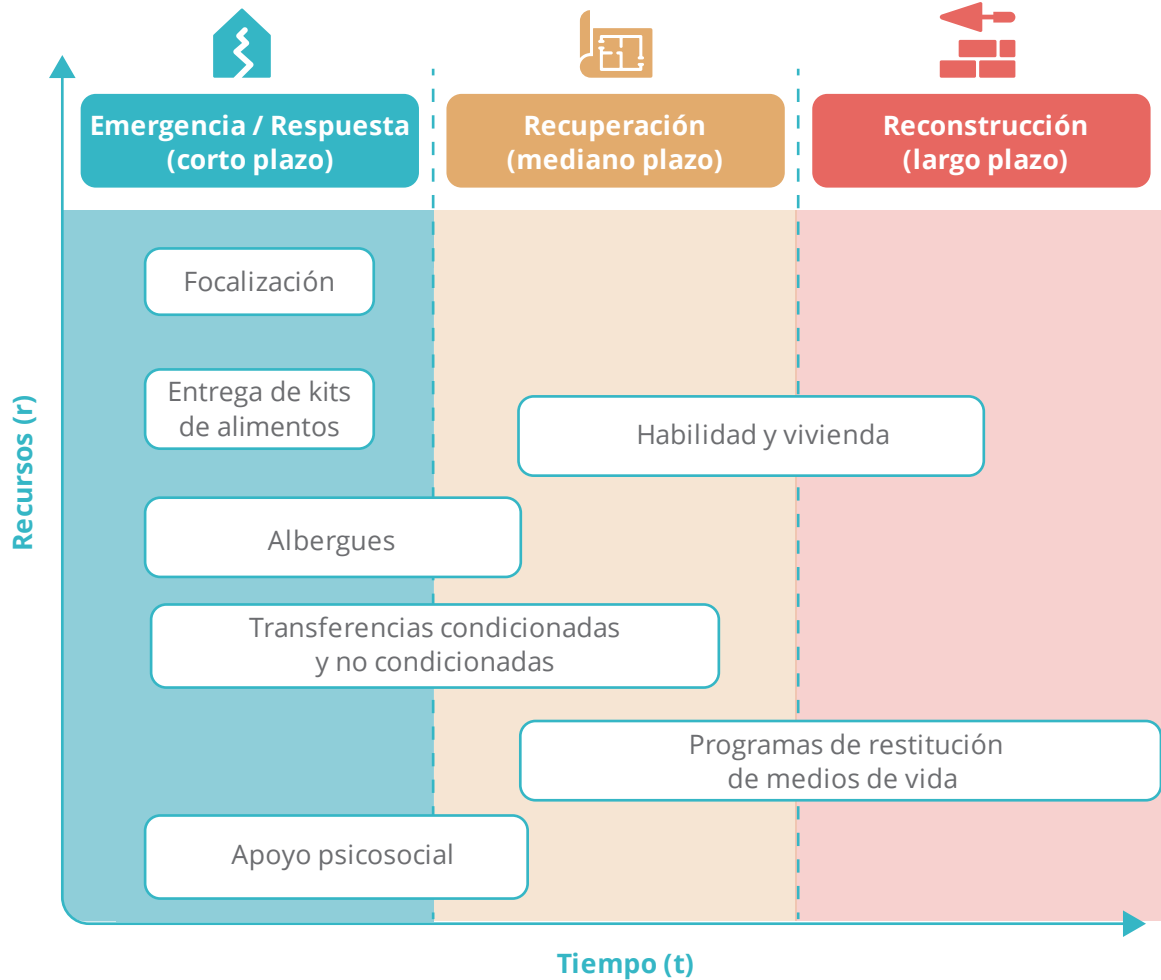 Emergencia / Respuesta
(corto plazo)
Recuperación
(mediano plazo)
Reconstrucción
(largo plazo)
Recursos (r)
Focalización
Entrega de kits
de alimentos
Habilidad y vivienda
Albergues
Transferencias condicionadas
y no condicionadas
Programas de restitución
de medios de vida
Apoyo psicosocial
Tiempo (t)